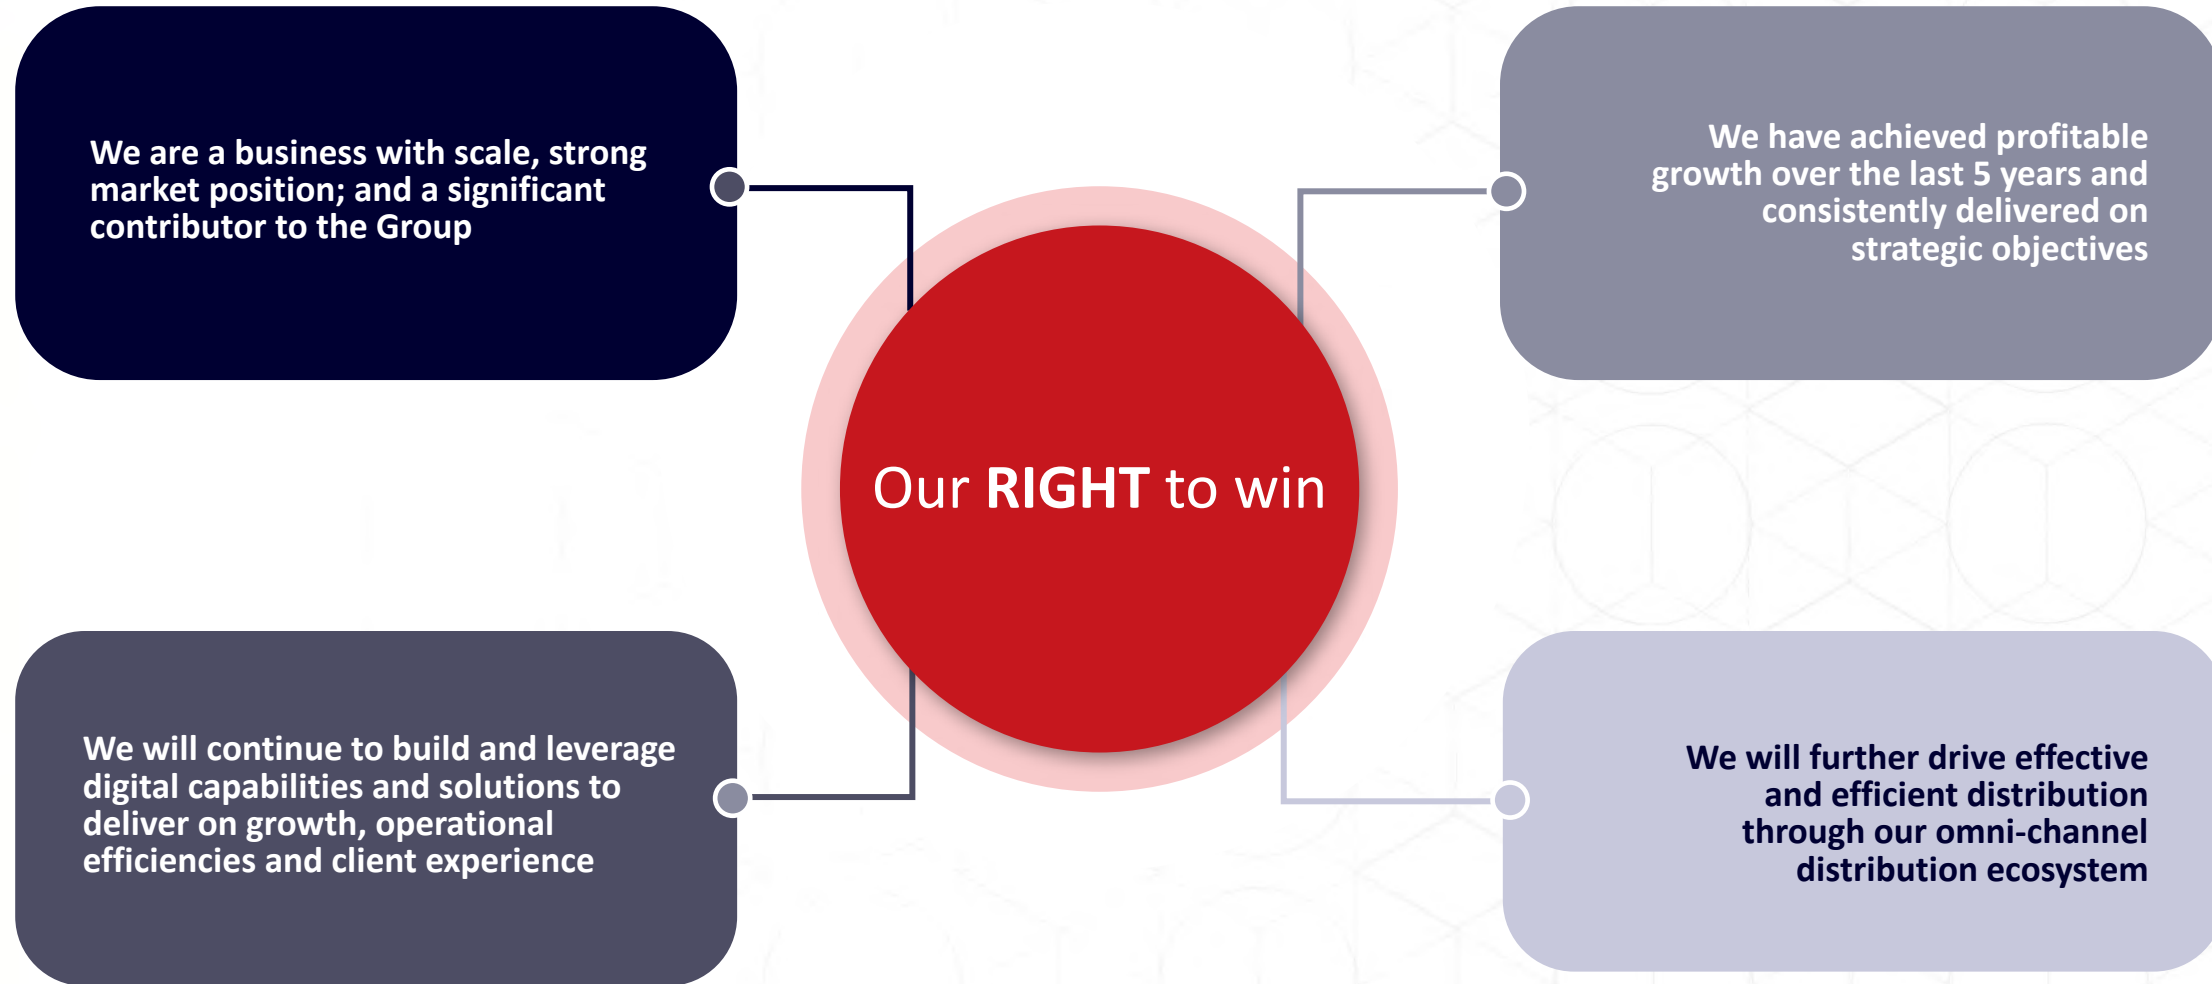 We are a business with scale, strong
market position; and a significant
contributor to the Group
We have achieved profitable
growth over the last 5 years and
consistently delivered on
strategic objectives
Our RIGHT to win
We will continue to build and leverage
digital capabilities and solutions to
deliver on growth, operational
efficiencies and client experience
We will further drive effective
and efficient distribution
through our omni-channel
distribution ecosystem